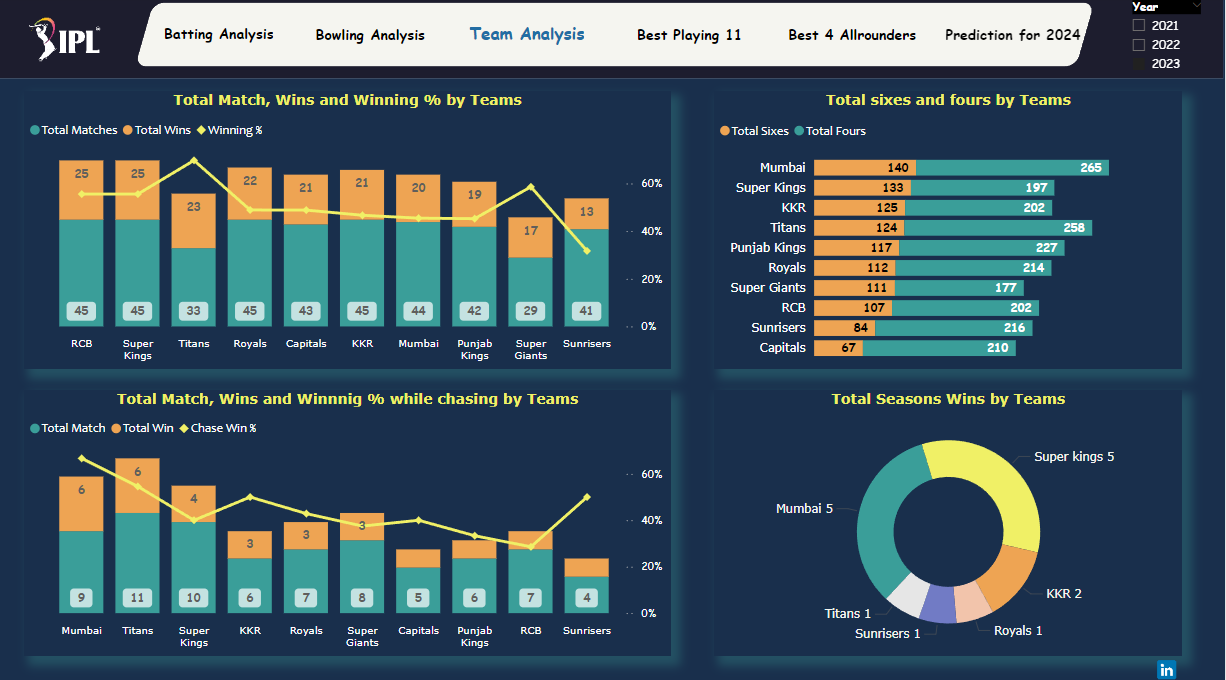 IPL
Batting Analysis
Bowling Analysis
Team Analysis
Best Playing 11
Best 4 Allrounders
Prediction for 2024
Year
2021
2022
2023
Total Match, Wins and Winning % by Teams
Total Matches Total Wins Winning %
25 25 23 22 21 21 20 19 17 13
60%
40%
20%
0%
45 45 33 45 43 45 44 42 29 41
RCB Super Kings Titans Royals Capitals KKR Mumbai Punjab Kings Super Giants Sunrisers
Total sixes and fours by Teams
Total Sixes Total Fours
Mumbai 140 265
Super Kings 133 197
KKR 125 202
Titans 124 258
Punjab Kings 117 227
Royals 112 214
Super Giants 111 177
RCB 107 202
Sunrisers 84 216
Capitals 67 210
Total Match, Wins and Winnnig % while chasing by Teams
Total Match Total Win Chase Win %
6 6 4 3 3 3
60%
40%
20%
0%
9 11 10 6 7 8 5 6 7 4
Mumbai Titans Super Kings KKR Royals Super Giants Capitals Punjab Kings RCB Sunrisers
Total Seasons Wins by Teams
Super kings 5
Mumbai 5
KKR 2
Titans 1
Sunrisers 1
Royals 1
in